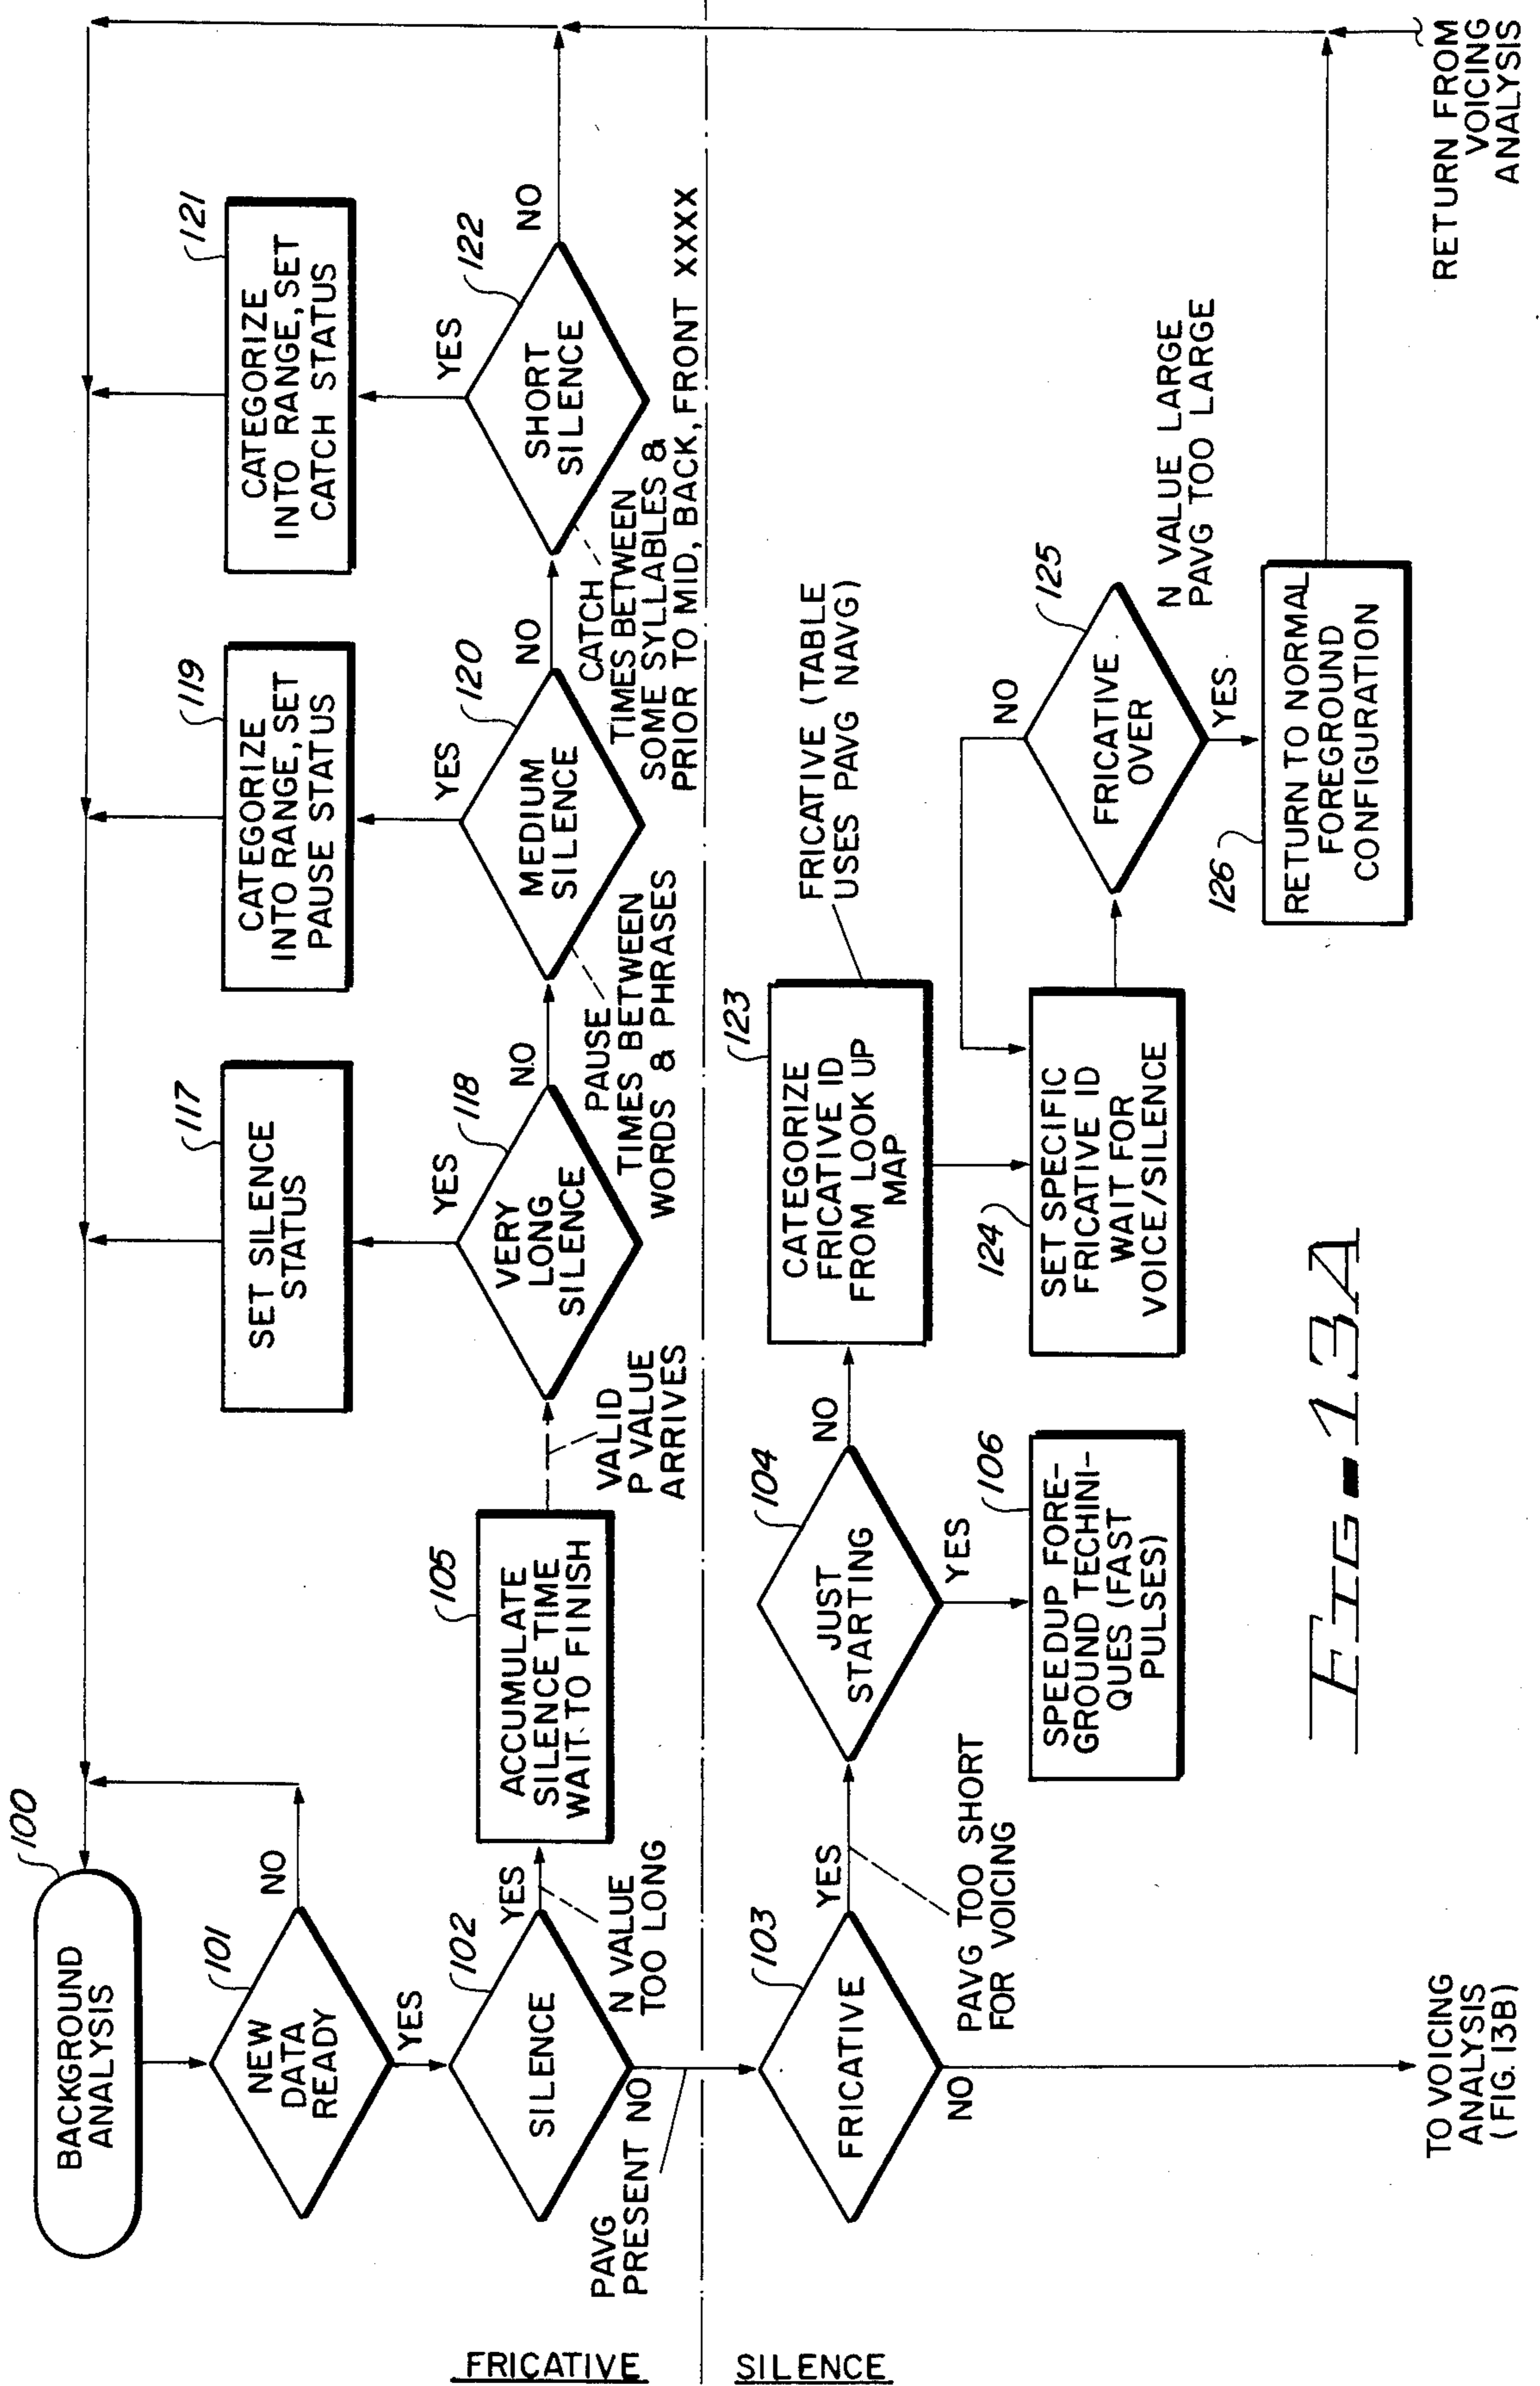 100
BACKGROUND
ANALYSIS
101
NEW
DATA
READY
NO
YES
102
SILENCE
YES
N VALUE
TOO LONG
NO
PAVG
PRESENT
105
ACCUMULATE
SILENCE TIME
WAIT TO FINISH
VALID
P VALUE
ARRIVES
117
SET SILENCE
STATUS
YES
118
VERY
LONG
SILENCE
NO
PAUSE
TIMES BETWEEN
WORDS & PHRASES
119
CATEGORIZE
INTO RANGE, SET
PAUSE STATUS
YES
120
MEDIUM
SILENCE
NO
CATCH
TIMES BETWEEN
SOME SYLLABLES &
PRIOR TO MID, BACK, FRONT XXXX
121
CATEGORIZE
INTO RANGE, SET
CATCH STATUS
YES
122
SHORT
SILENCE
NO
FRICATIVE
SILENCE
103
FRICATIVE
YES
PAVG TOO SHORT
FOR VOICING
NO
TO VOICING
ANALYSIS
(FIG. 13B)
104
JUST
STARTING
NO
YES
106
SPEEDUP FORE-
GROUND TECHINI-
QUES (FAST
PULSES)
123
CATEGORIZE
FRICATIVE ID
FROM LOOK UP
MAP
FRICATIVE (TABLE
USES PAVG NAVG)
124
SET SPECIFIC
FRICATIVE ID
WAIT FOR
VOICE/SILENCE
NO
125
FRICATIVE
OVER
YES
N VALUE LARGE
PAVG TOO LARGE
126
RETURN TO NORMAL
FOREGROUND
CONFIGURATION
RETURN FROM
VOICING
ANALYSIS
FIG-13A